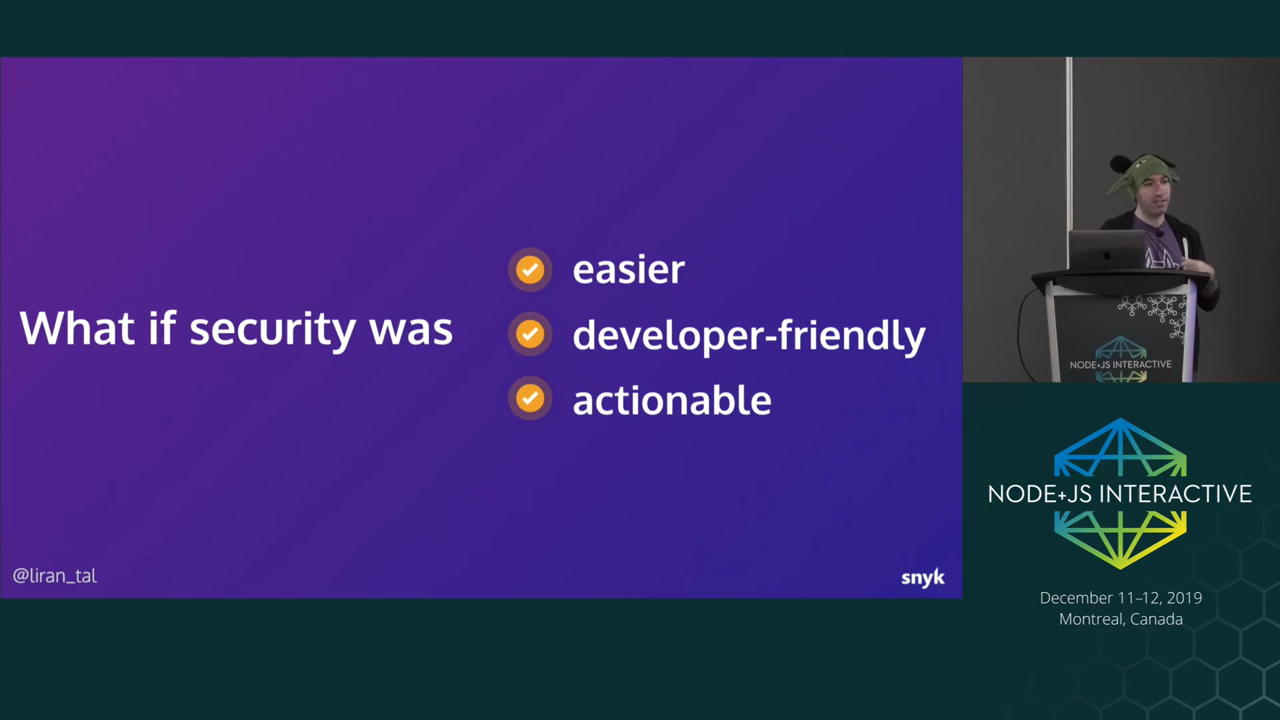 What if security was
easier
developer-friendly
actionable
@liran_tal
snyk
NODE+JS INTERACTIVE
NODE+JS INTERACTIVE
December 11–12, 2019
Montreal, Canada